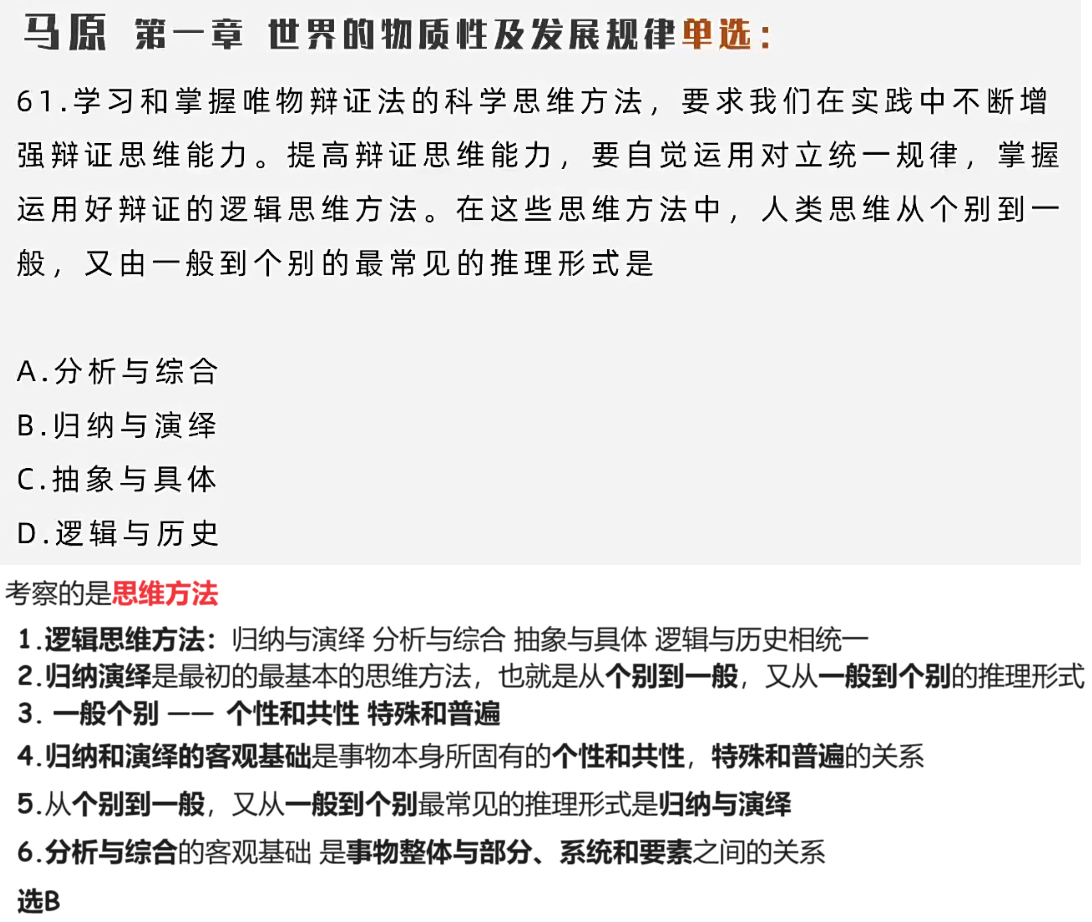 马原 第一章 世界的物质性及发展规律单选：
61.学习和掌握唯物辩证法的科学思维方法，要求我们在实践中不断增
强辩证思维能力。提高辩证思维能力，要自觉运用对立统一规律，掌握
运用好辩证的逻辑思维方法。在这些思维方法中，人类思维从个别到一
般，又由一般到个别的最常见的推理形式是
A.分析与综合
B.归纳与演绎
C.抽象与具体
D.逻辑与历史
考察的是思维方法
1.逻辑思维方法：归纳与演绎 分析与综合 抽象与具体 逻辑与历史相统一
2.归纳演绎是最初的最基本的思维方法，也就是从个别到一般，又从一般到个别的推理形式
3. 一般个别 —— 个性和共性 特殊和普遍
4.归纳和演绎的客观基础是事物本身所固有的个性和共性，特殊和普遍的关系
5.从个别到一般，又从一般到个别最常见的推理形式是归纳与演绎
6.分析与综合的客观基础 是事物整体与部分、系统和要素之间的关系
选B